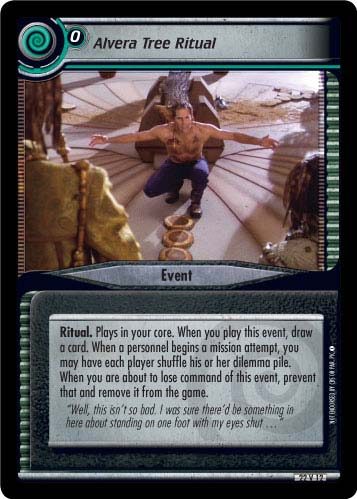 0
Alvera Tree Ritual
Event
Ritual. Plays in your core. When you play this event, draw
a card. When a personnel begins a mission attempt, you
may have each player shuffle his or her dilemma pile.
When you are about to lose command of this event, prevent
that and remove it from the game.
"Well, this isn't so bad. I was sure there'd be something in
here about standing on one foot with my eyes shut . . ."
22 V 12